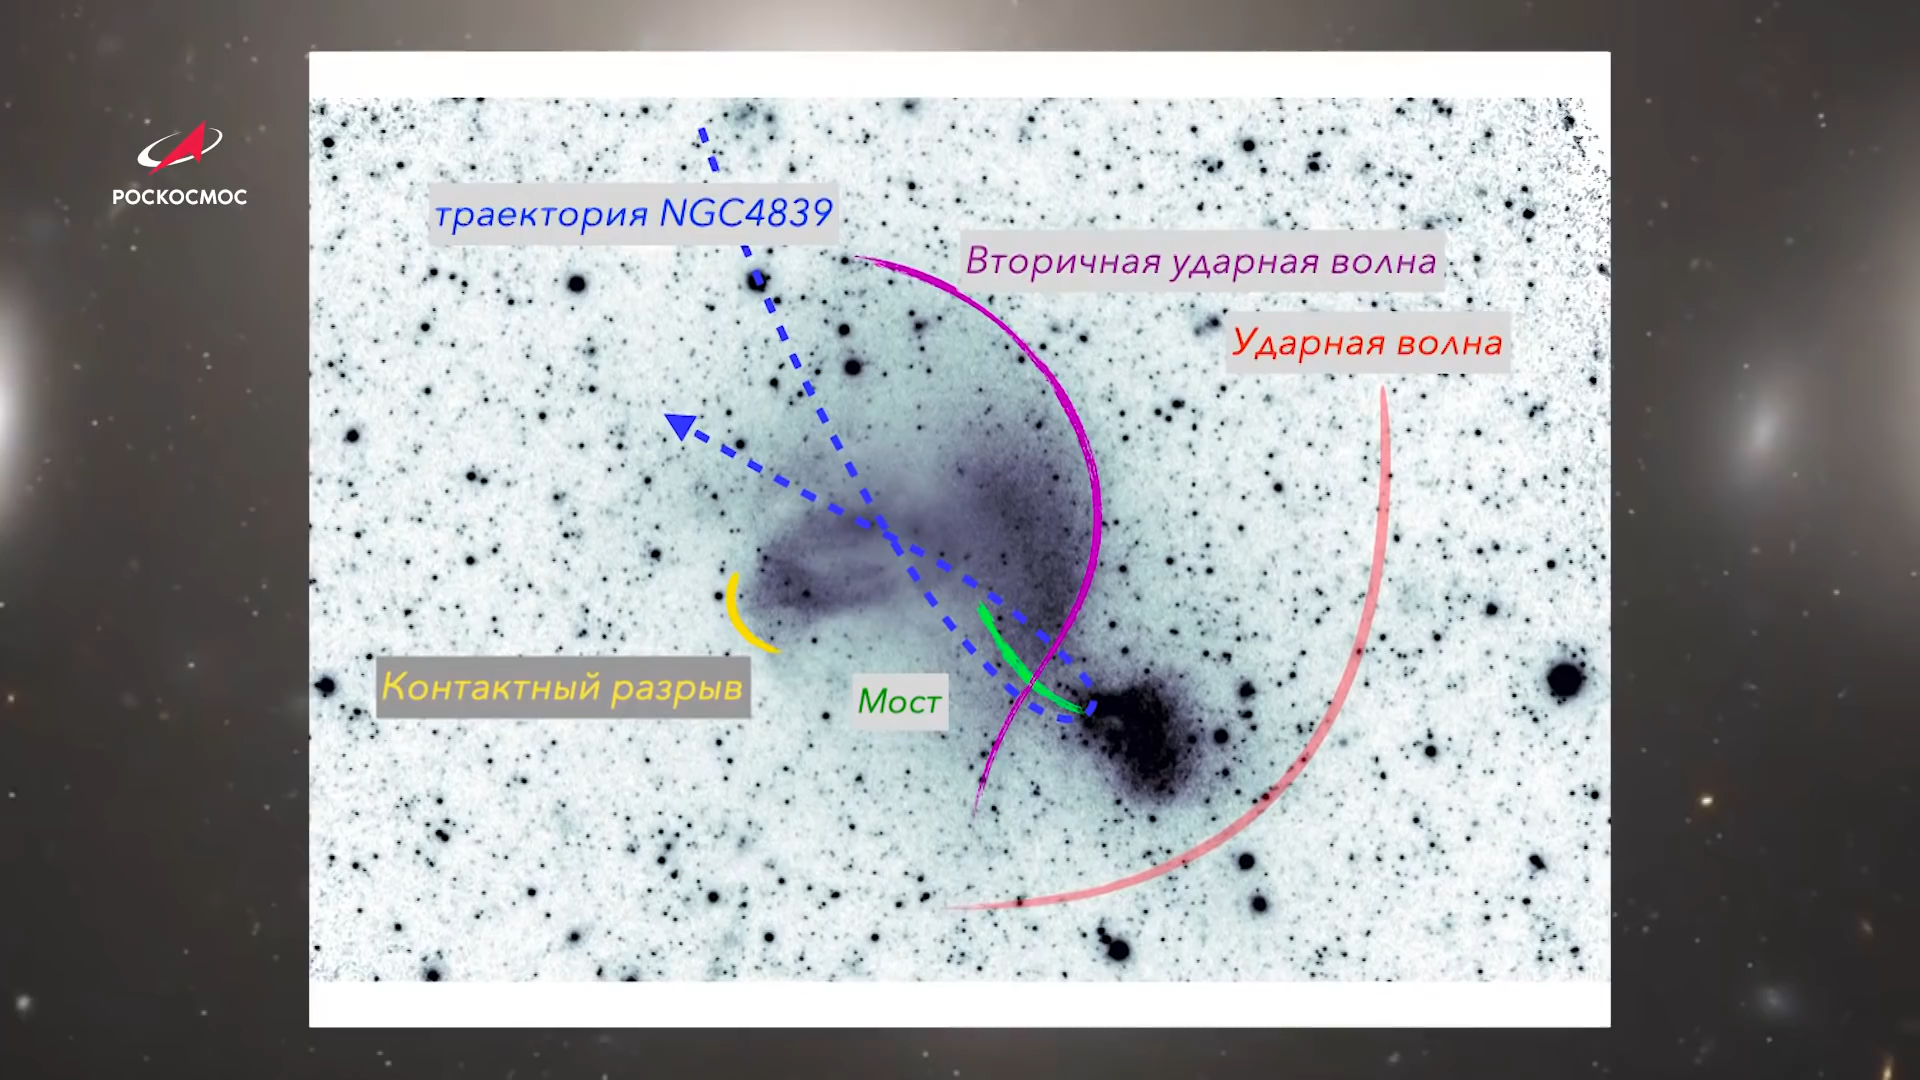 РОСКОСМОС
траектория NGC4839
Вторичная ударная волна
Ударная волна
Контактный разрыв
Мост